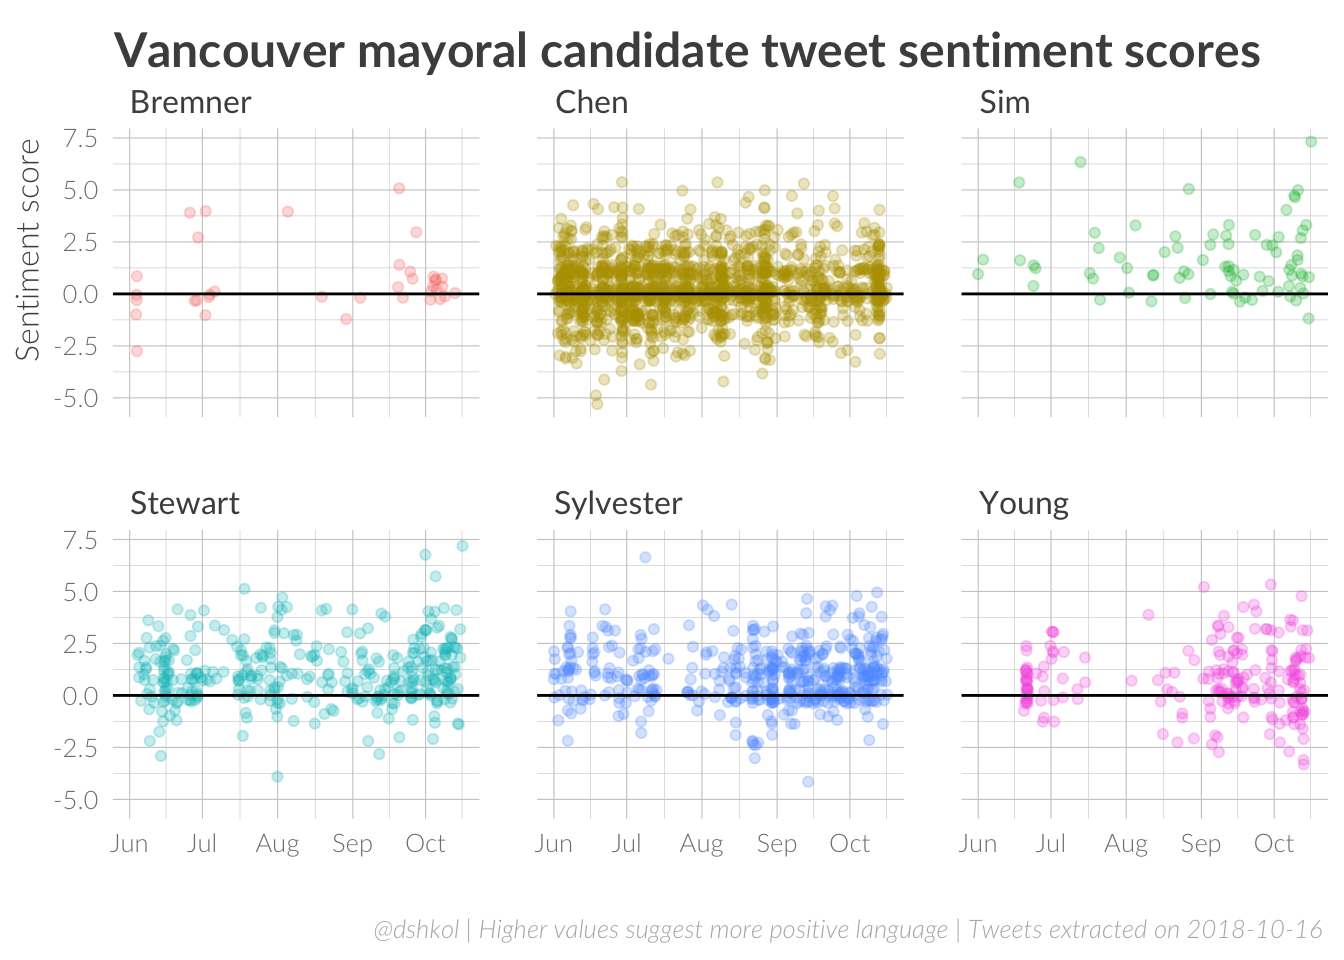 Vancouver mayoral candidate tweet sentiment scores
Bremner Chen Sim
Sentiment score
7.5
5.0
2.5
0.0
-2.5
-5.0
Stewart Sylvester Young
7.5
5.0
2.5
0.0
-2.5
-5.0
Jun Jul Aug Sep Oct Jun Jul Aug Sep Oct Jun Jul Aug Sep Oct
@dshkol | Higher values suggest more positive language | Tweets extracted on 2018-10-16